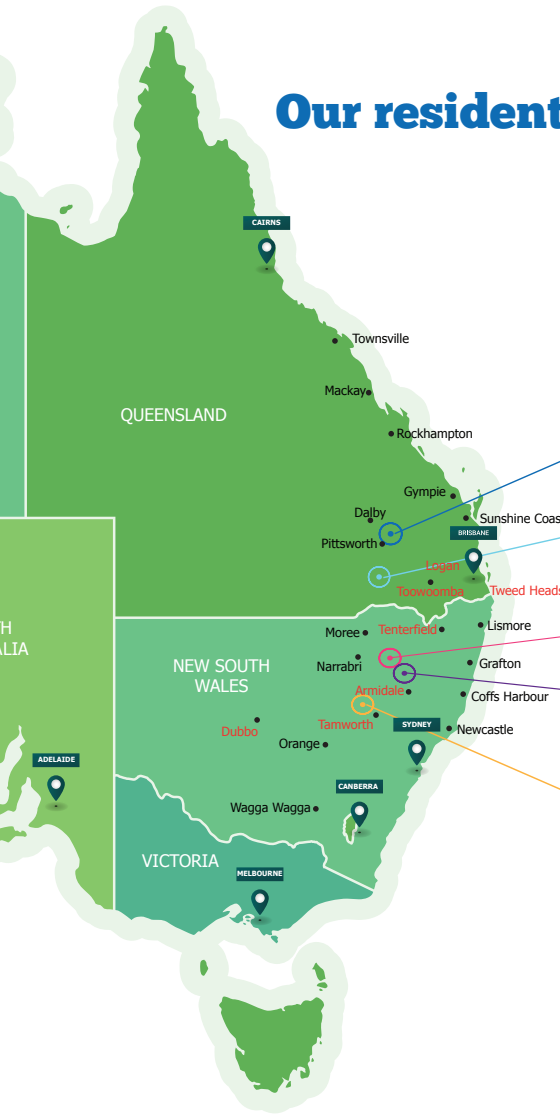 Our resident
CAIRNS
Townsville
Mackay
QUEENSLAND
Rockhampton
Gympie
Dalby
Sunshine Coas
BRISBANE
Pittsworth
Logan
Toowoomba
Tweed Heads
TH
ALIA
Moree
Tenterfield
Lismore
Narrabri
NEW SOUTH
WALES
Grafton
Armidale
Coffs Harbour
Tamworth
SYDNEY
Dubbo
Newcastle
Orange
ADELAIDE
CANBERRA
Wagga Wagga
VICTORIA
MELBOURNE